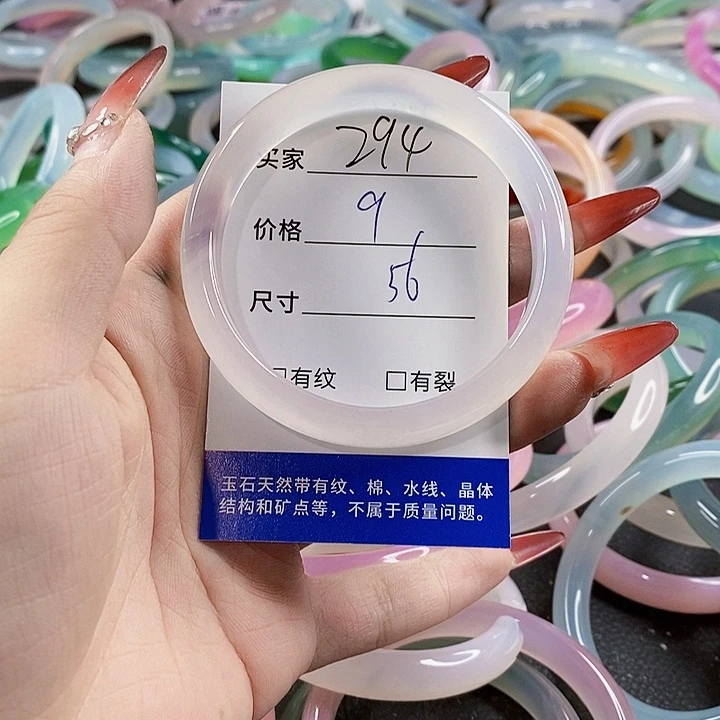 买家 294
价格 9
尺寸 56
□有纹 □有裂
玉石天然带有纹、棉、水线、晶体
结构和矿点等，不属于质量问题。